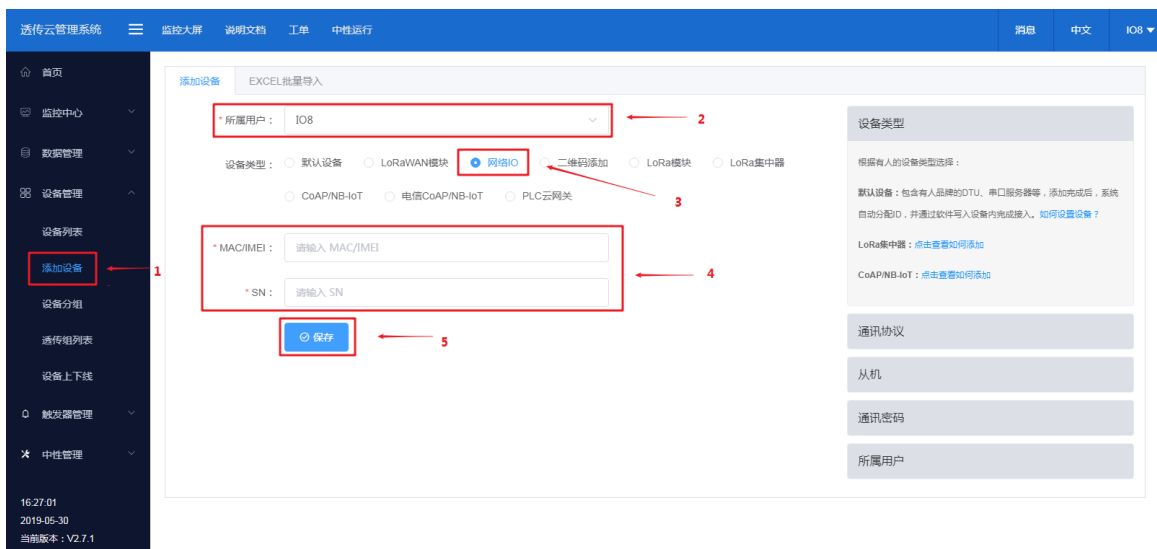 透传云管理系统 监控大屏 说明文档 工单 中性运行 消息 中文 IO8
首页
监控中心
数据管理
设备管理
设备列表
添加设备 1
设备分组
透传组列表
设备上下线
触发器管理
中性管理
16:27:01
2019-05-30
当前版本：V2.7.1
添加设备 EXCEL批量导入
* 所属用户： IO8 2
设备类型： 默认设备 LoRaWAN模块 网络IO 二维码添加 LoRa模块 LoRa集中器
CoAP/NB-IoT 电信CoAP/NB-IoT PLC云网关 3
* MAC/IMEI： 请输入 MAC/IMEI
4
* SN： 请输入 SN
保存 5
设备类型
根据有人的设备类型选择：
默认设备：包含有人品牌的DTU、串口服务器等，添加完成后，系统
自动分配ID，并通过软件写入设备内完成接入。如何设置设备？
LoRa集中器：点击查看如何添加
CoAP/NB-IoT：点击查看如何添加
通讯协议
从机
通讯密码
所属用户